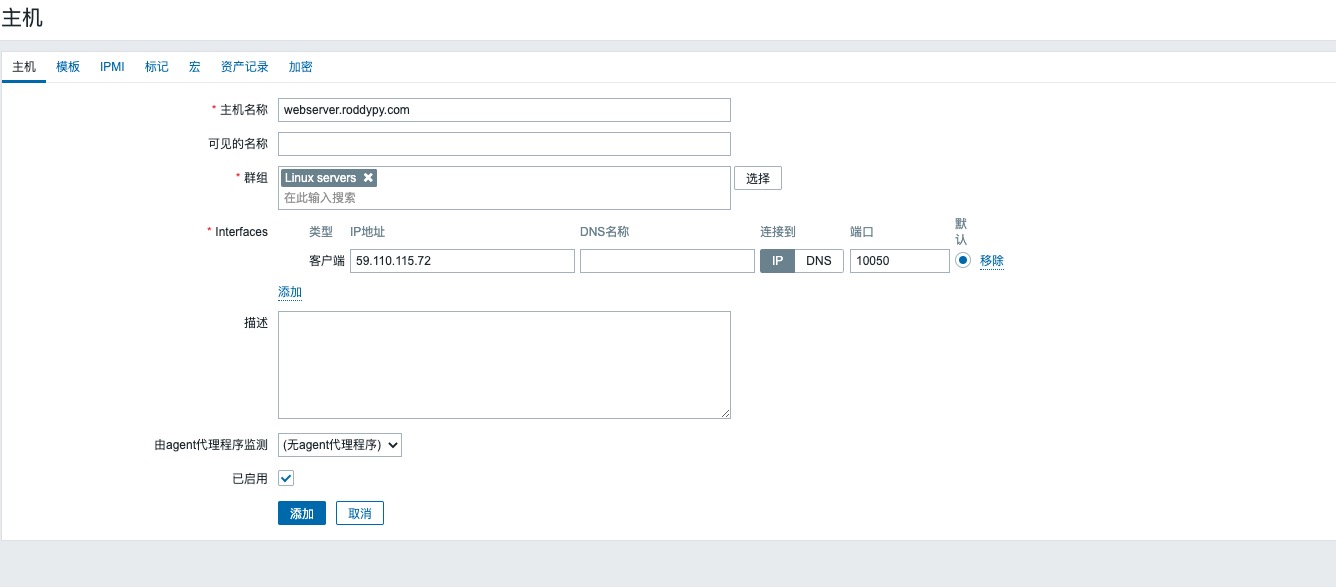 主机
主机 模板 IPMI 标记 宏 资产记录 加密
* 主机名称 webserver.roddypy.com
可见的名称
* 群组 Linux servers ✖ 选择
在此输入搜索
* Interfaces 类型 IP地址 DNS名称 连接到 端口 默认
客户端 59.110.115.72 IP DNS 10050 移除
添加
描述
由agent代理程序监测 (无agent代理程序)
已启用
添加 取消